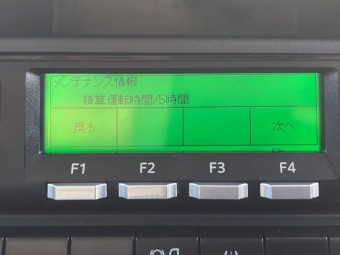 メンテナンス情報
積算運転時間/5時間
戻る 次へ
F1 F2 F3 F4